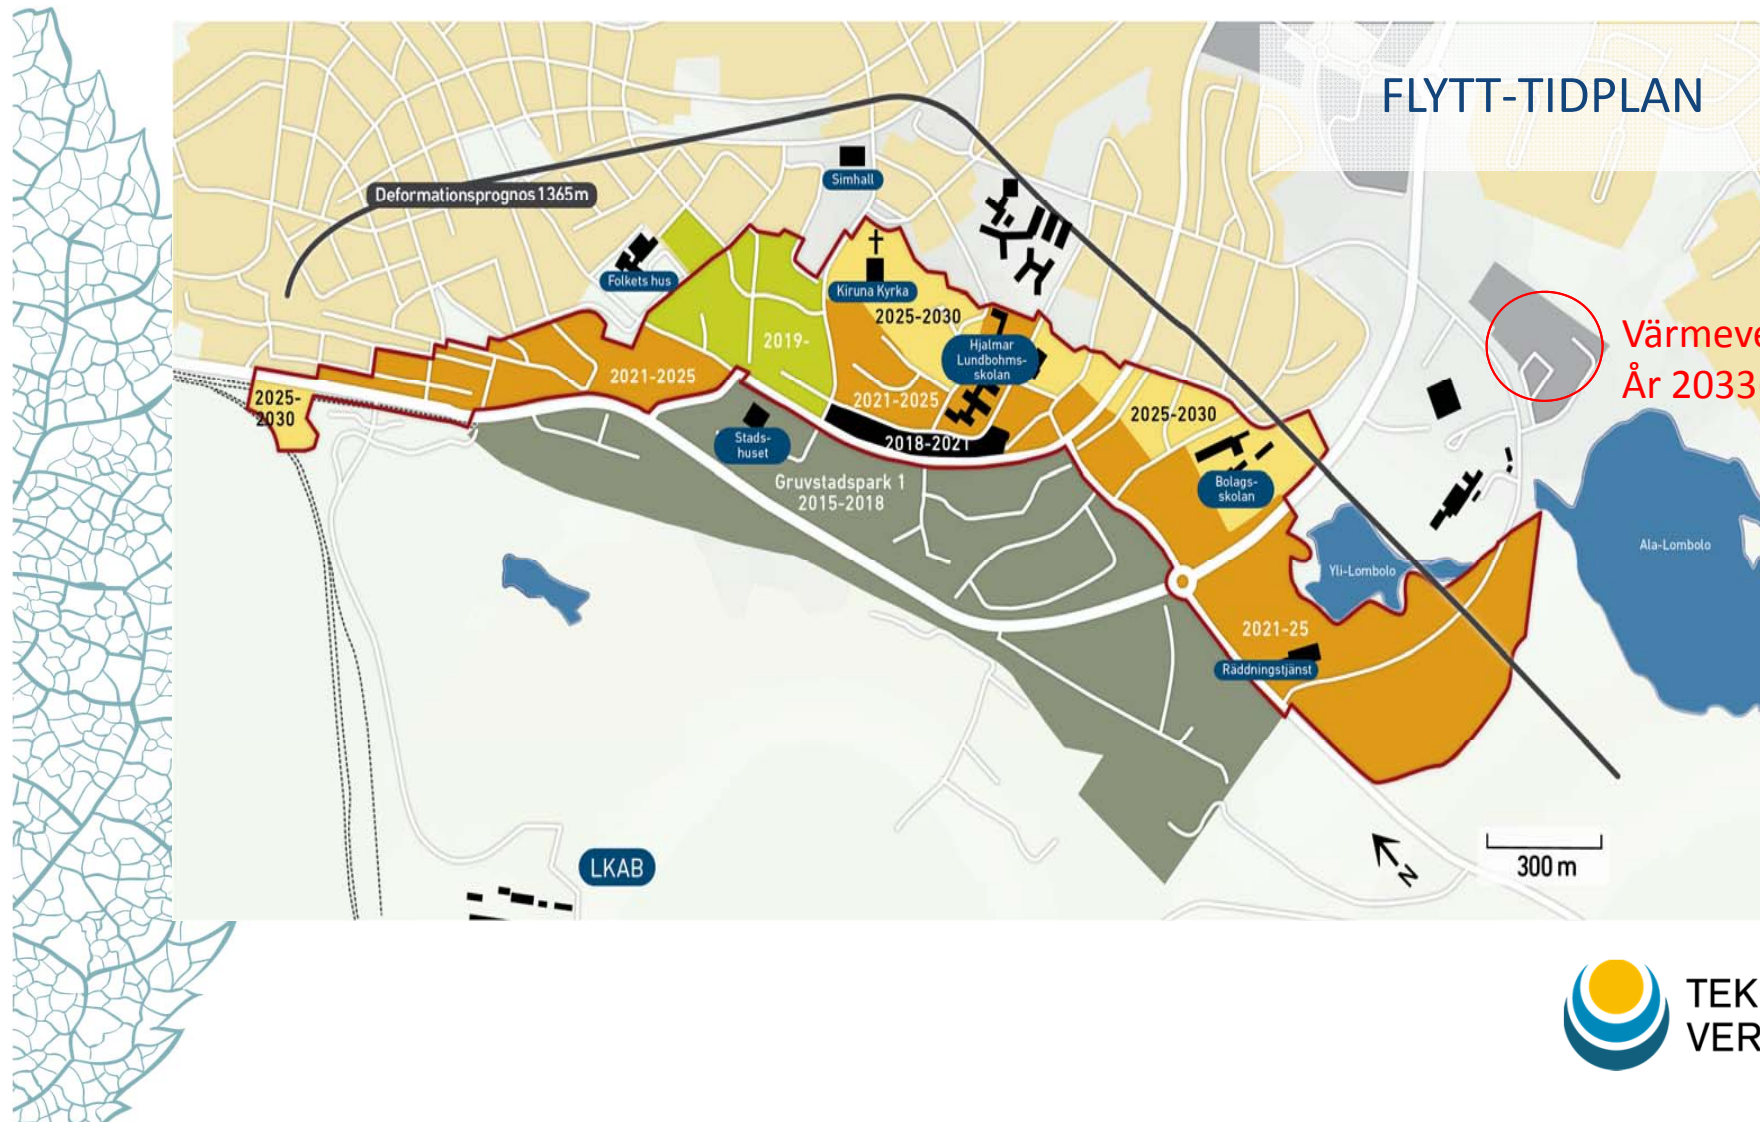 FLYTT-TIDPLAN
Deformationsprognos 1365m
Simhall
Folkets hus
Kiruna Kyrka
2025-2030
2019-
Hjalmar
Lundbohms-
skolan
Värmeve
År 2033
2021-2025
2021-2025
2025-
2030
2025-2030
2018-2021
Stads-
huset
Gruvstadspark 1
2015-2018
Bolags-
skolan
Ala-Lombolo
Yli-Lombolo
2021-25
Räddningstjänst
LKAB
N
300 m
TEK
VER